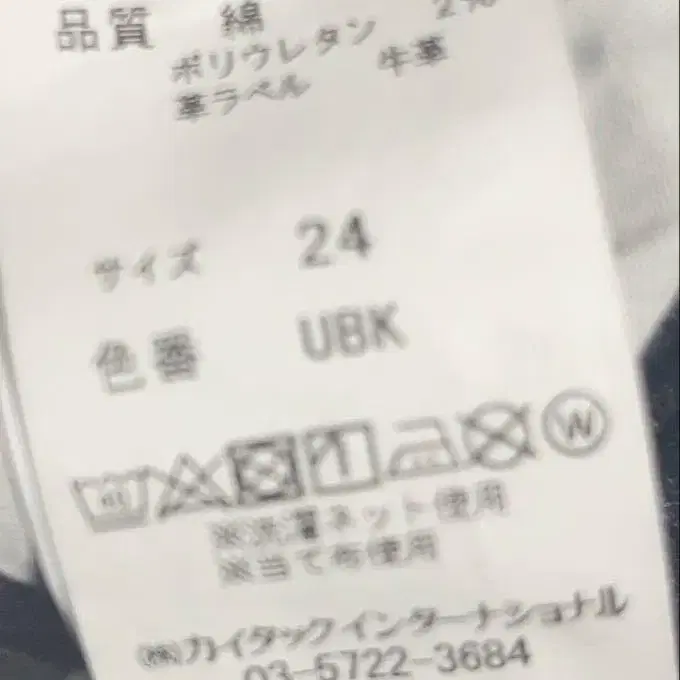 品質 綿
ポリウレタン 2%
革ラベル 牛革
サイズ 24
色番 UBK
W
※洗濯ネット使用
※当て布使用
㈱カイタックインターナショナル
03-5722-3684